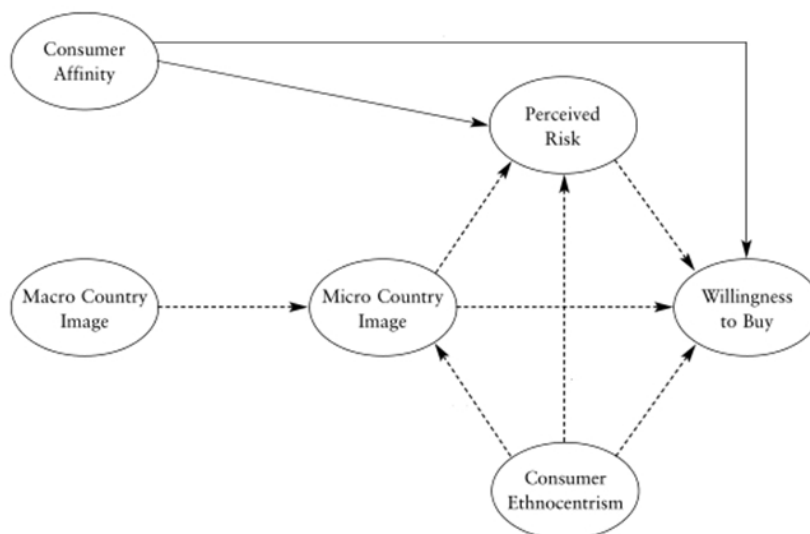 Consumer
Affinity
Perceived
Risk
Macro Country
Image
Micro Country
Image
Willingness
to Buy
Consumer
Ethnocentrism